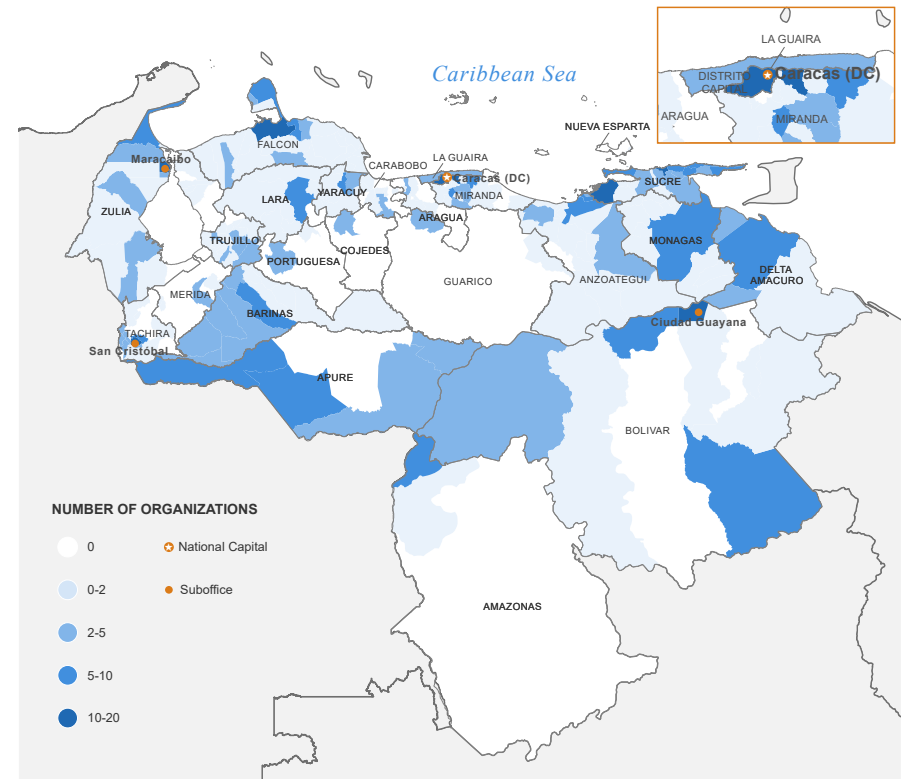 LA GUAIRA
Caribbean Sea
DISTRITO
CAPITAL
Caracas (DC)
ARAGUA
MIRANDA
NUEVA ESPARTA
FALCON
Maracaibo
CARABOBO
LA GUAIRA
Caracas (DC)
SUCRE
ZULIA
LARA
YARACUY
MIRANDA
ARAGUA
TRUJILLO
PORTUGUESA
COJEDES
MONAGAS
GUARICO
ANZOATEGUI
DELTA
AMACURO
MERIDA
BARINAS
TACHIRA
San Cristóbal
Ciudad Guayana
APURE
BOLIVAR
AMAZONAS
NUMBER OF ORGANIZATIONS
0
National Capital
0-2
Suboffice
2-5
5-10
10-20